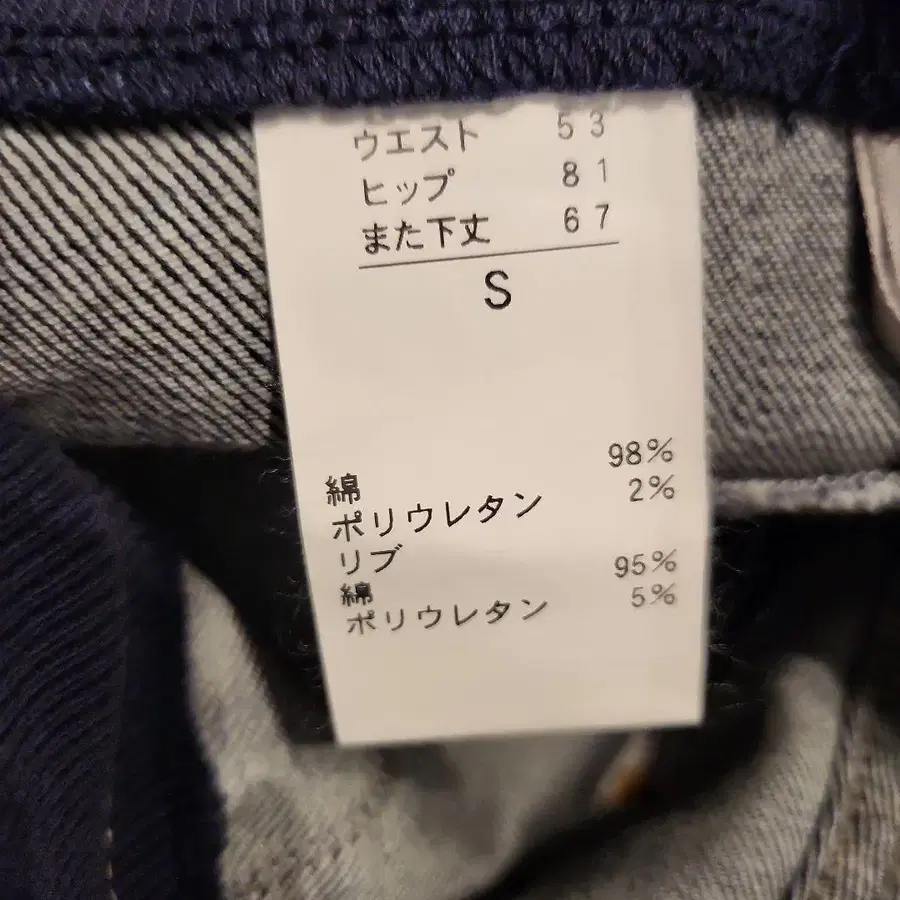 ウエスト 53
ヒップ 81
また下丈 67
S
綿 98%
ポリウレタン 2%
リブ
綿 95%
ポリウレタン 5%